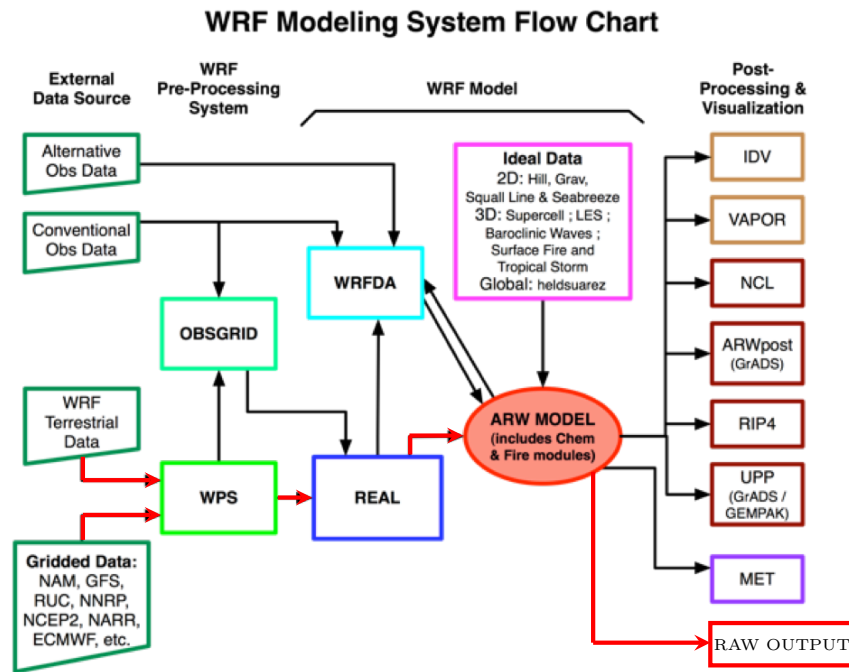 WRF Modeling System Flow Chart
External
Data Source
WRF
Pre-Processing
System
WRF Model
Post-
Processing &
Visualization
Alternative
Obs Data
Conventional
Obs Data
WRF
Terrestrial
Data
Gridded Data:
NAM, GFS,
RUC, NNRP,
NCEP2, NARR,
ECMWF, etc.
OBSGRID
WPS
WRFDA
REAL
Ideal Data
2D: Hill, Grav,
Squall Line & Seabreeze
3D: Supercell ; LES ;
Baroclinic Waves ;
Surface Fire and
Tropical Storm
Global: heldsuarez
ARW MODEL
(includes Chem
& Fire modules)
IDV
VAPOR
NCL
ARWpost
(GrADS)
RIP4
UPP
(GrADS /
GEMPAK)
MET
RAW OUTPUT